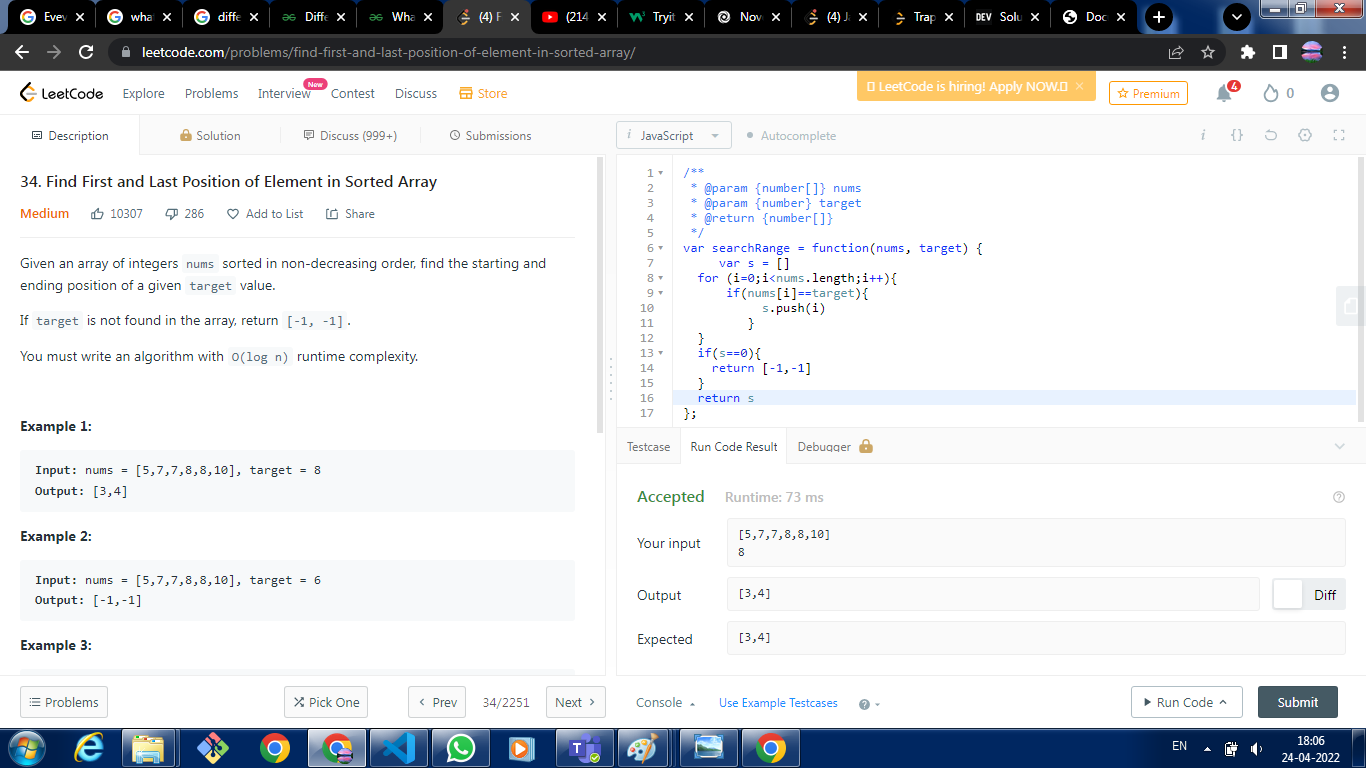 Evev
what
diffe
Diffe
Wha
(4) F
(214
Tryit
Nov
(4) Ja
Trap
DEV Solu
Doc
leetcode.com/problems/find-first-and-last-position-of-element-in-sorted-array/
LeetCode Explore Problems Interview New Contest Discuss Store
LeetCode is hiring! Apply NOW. ×
Premium 4 0
Description Solution Discuss (999+) Submissions
i JavaScript Autocomplete i {}
34. Find First and Last Position of Element in Sorted Array
Medium 10307 286 Add to List Share
Given an array of integers nums sorted in non-decreasing order, find the starting and
ending position of a given target value.
If target is not found in the array, return [-1, -1].
You must write an algorithm with O(log n) runtime complexity.
Example 1:
Input: nums = [5,7,7,8,8,10], target = 8
Output: [3,4]
Example 2:
Input: nums = [5,7,7,8,8,10], target = 6
Output: [-1,-1]
Example 3:
1 /**
2 * @param {number[]} nums
3 * @param {number} target
4 * @return {number[]}
5 */
6 var searchRange = function(nums, target) {
7 var s = []
8 for (i=0;i<nums.length;i++){
9 if(nums[i]==target){
10 s.push(i)
11 }
12 }
13 if(s==0){
14 return [-1,-1]
15 }
16 return s
17 };
Testcase Run Code Result Debugger
Accepted Runtime: 73 ms
Your input
[5,7,7,8,8,10]
8
Output [3,4] Diff
Expected [3,4]
Problems Pick One Prev 34/2251 Next
Console Use Example Testcases Run Code Submit
EN
18:06
24-04-2022